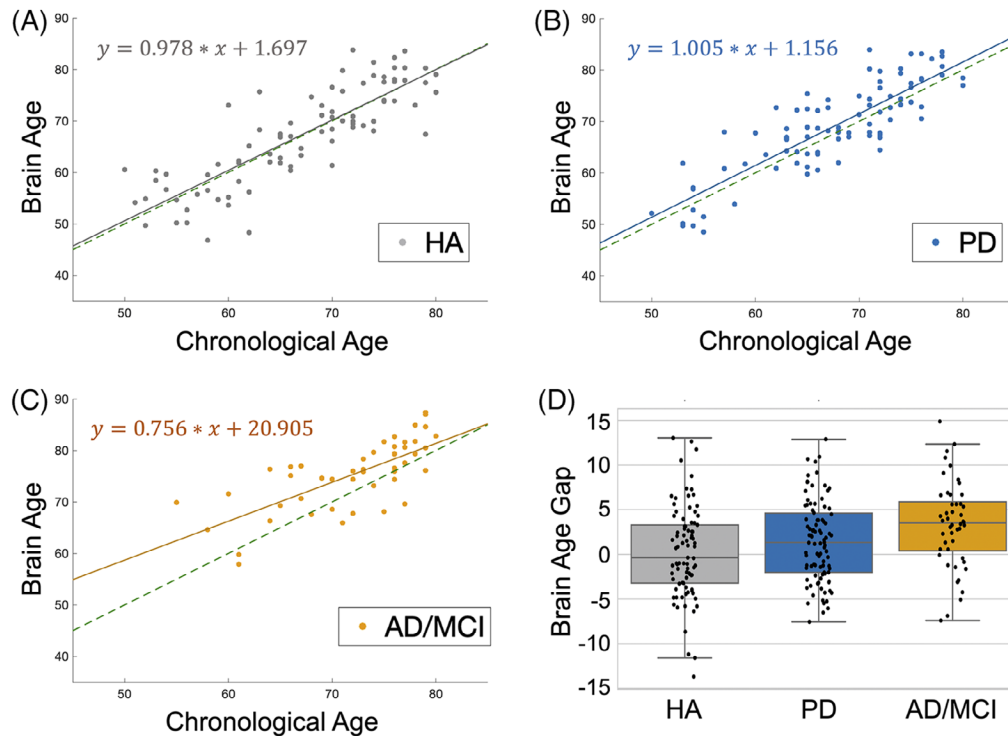 (A)
y = 0.978 * x + 1.697
Brain Age
90
80
70
60
50
40
HA
50 60 70 80
Chronological Age
(B)
y = 1.005 * x + 1.156
Brain Age
90
80
70
60
50
40
PD
50 60 70 80
Chronological Age
(C)
y = 0.756 * x + 20.905
Brain Age
90
80
70
60
50
40
AD/MCI
50 60 70 80
Chronological Age
(D)
Brain Age Gap
15
10
5
0
-5
-10
-15
HA PD AD/MCI